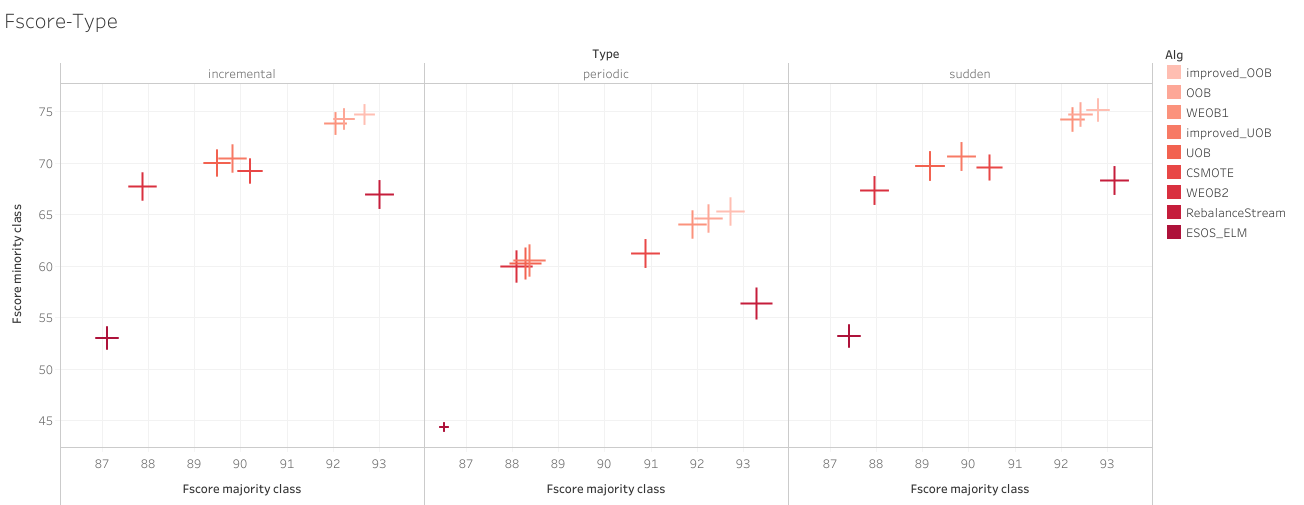 Fscore-Type
Type
incremental periodic sudden
Fscore minority class
75
70
65
60
55
50
45
87 88 89 90 91 92 93 87 88 89 90 91 92 93 87 88 89 90 91 92 93
Fscore majority class Fscore majority class Fscore majority class
Alg
improved_OOB
OOB
WEOB1
improved_UOB
UOB
CSMOTE
WEOB2
RebalanceStream
ESOS_ELM